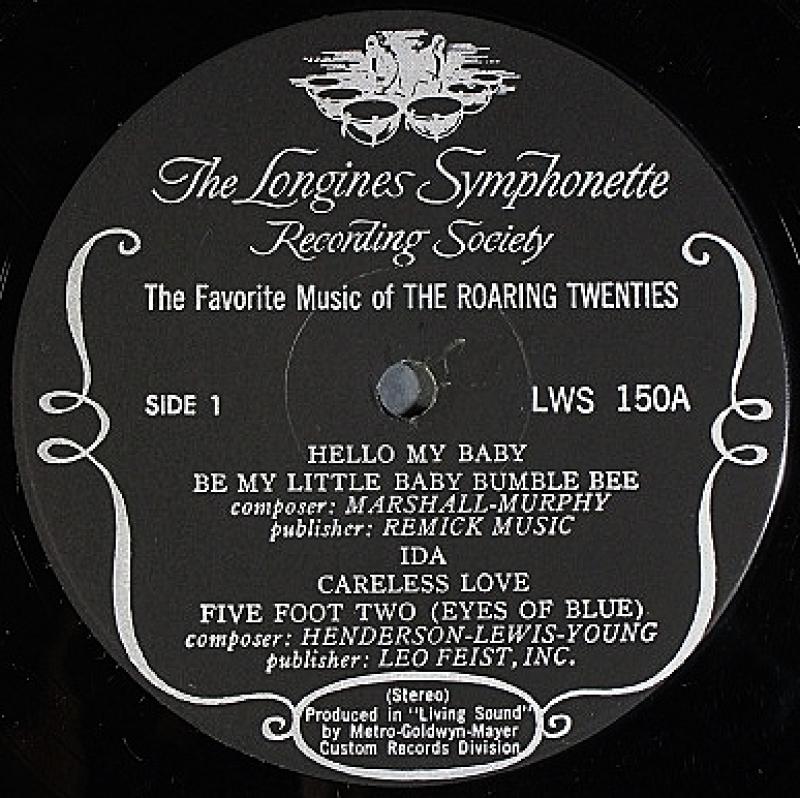 The Longines Symphonette
Recording Society
The Favorite Music of THE ROARING TWENTIES
SIDE 1
LWS 150A
HELLO MY BABY
BE MY LITTLE BABY BUMBLE BEE
composer: MARSHALL-MURPHY
publisher: REMICK MUSIC
IDA
CARELESS LOVE
FIVE FOOT TWO (EYES OF BLUE)
composer: HENDERSON-LEWIS-YOUNG
publisher: LEO FEIST, INC.
(Stereo)
Produced in "Living Sound"
by Metro-Goldwyn-Mayer
Custom Records Division